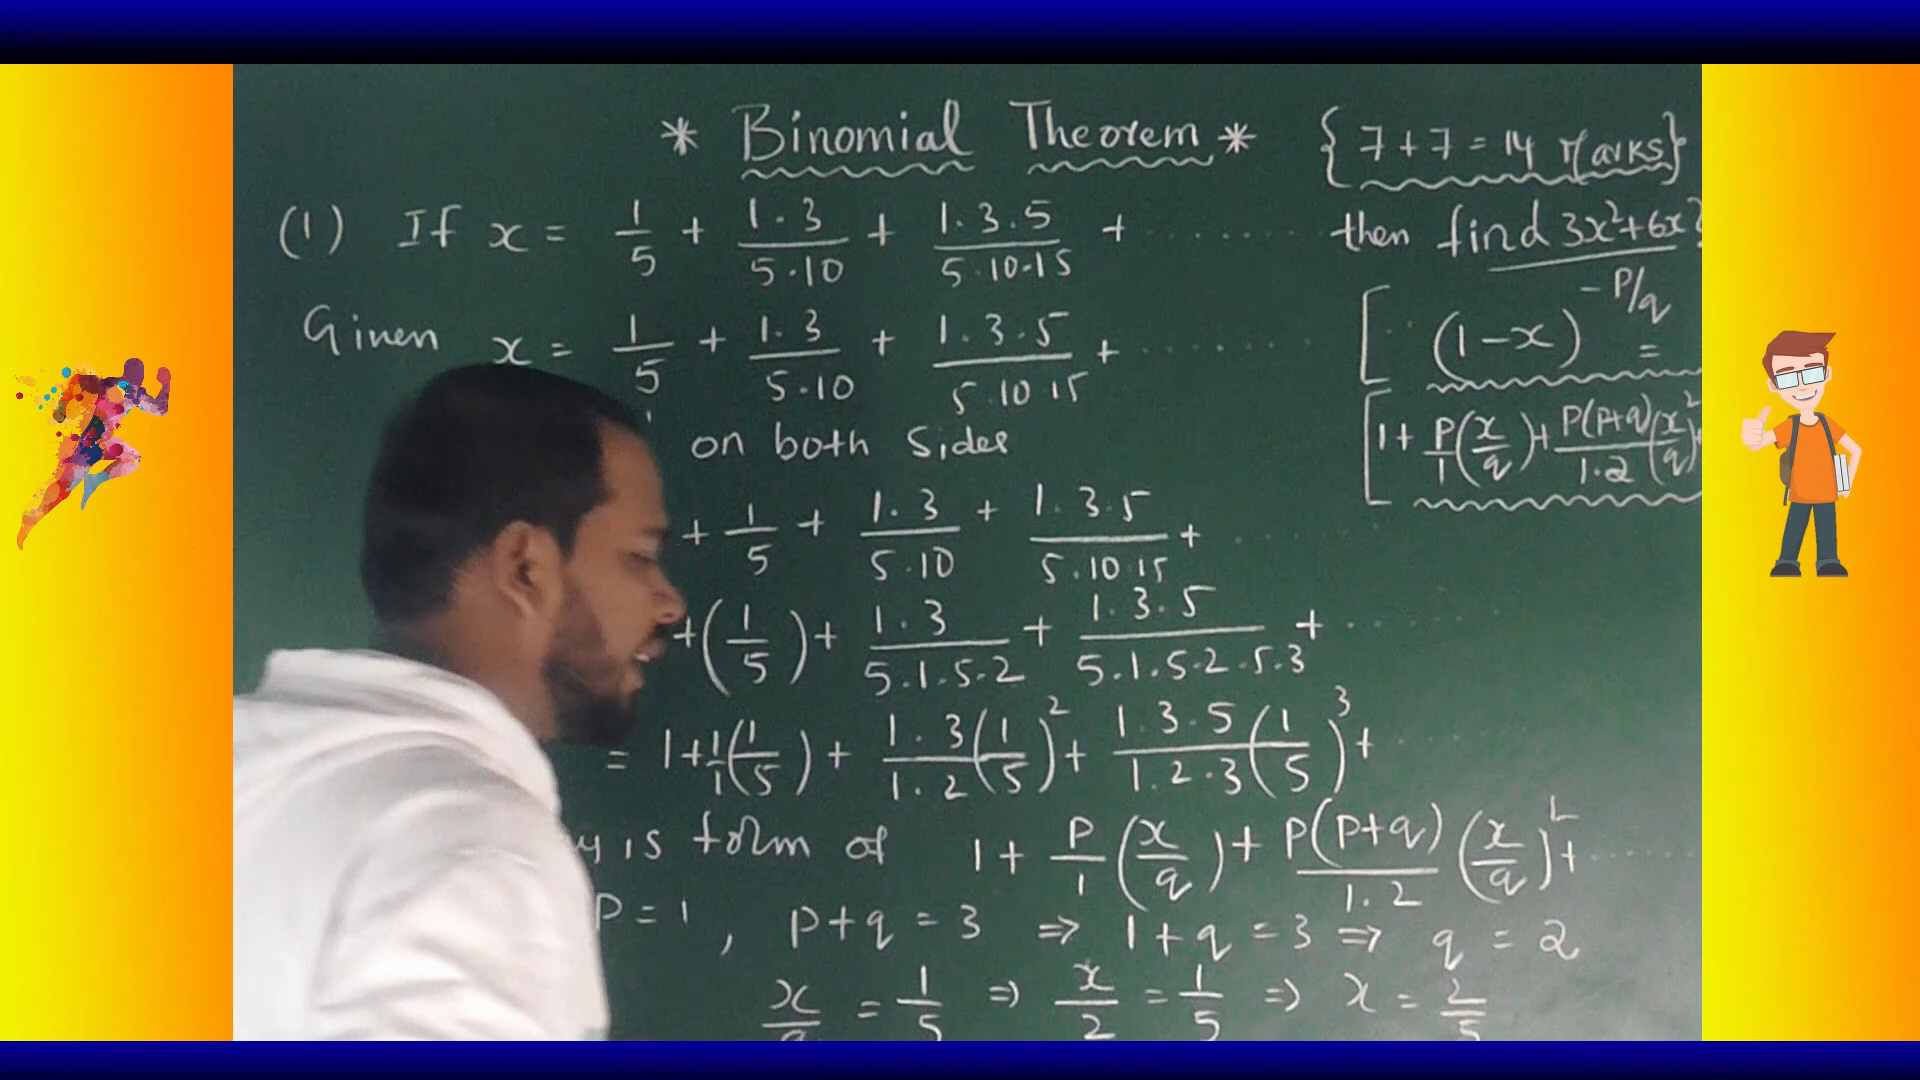 * Binomial Theorem * {7+7=14 Marks}
(1) If x = 1/5 + 1·3/5·10 + 1·3·5/5·10·15 + ........ then find 3x²+6x?
Given x = 1/5 + 1·3/5·10 + 1·3·5/5·10·15 + ........
[ (1-x)^-P/q =
on both sides
[ 1 + P/1 (x/q) + P(P+q)/1·2 (x/q)² +
+ 1/5 + 1·3/5·10 + 1·3·5/5·10·15 + ........
+ (1/5) + 1·3/5·1·5·2 + 1·3·5/5·1·5·2·5·3 + ........
= 1 + 1/1 (1/5) + 1·3/1·2 (1/5)² + 1·3·5/1·2·3 (1/5)³ + ........
is form of 1 + P/1 (x/q) + P(P+q)/1·2 (x/q)² + ........
P = 1 , P+q = 3 ⇒ 1+q = 3 ⇒ q = 2
x/q = 1/5 ⇒ x/2 = 1/5 ⇒ x = 2/5